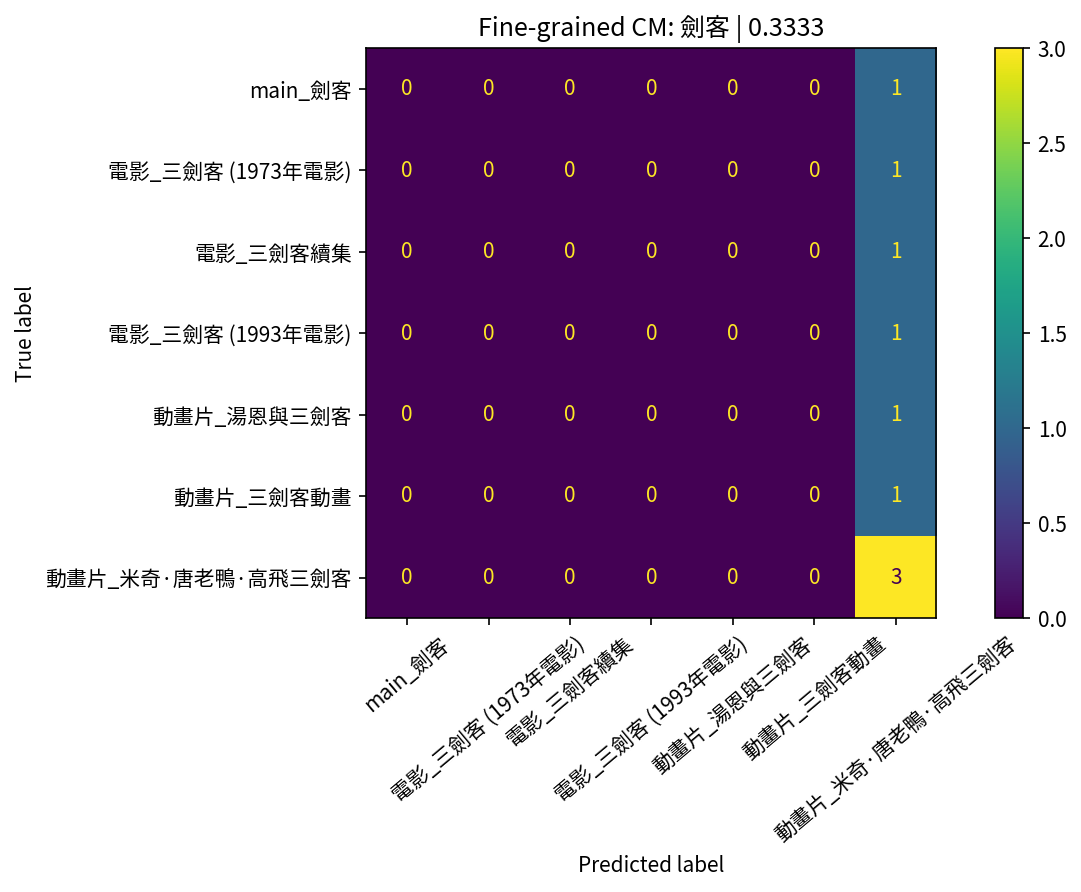 Fine-grained CM: 劍客 | 0.3333
main_劍客
電影_三劍客 (1973年電影)
電影_三劍客續集
電影_三劍客 (1993年電影)
動畫片_湯恩與三劍客
動畫片_三劍客動畫
動畫片_米奇·唐老鴨·高飛三劍客
True label
0 0 0 0 0 0 1
0 0 0 0 0 0 1
0 0 0 0 0 0 1
0 0 0 0 0 0 1
0 0 0 0 0 0 1
0 0 0 0 0 0 1
0 0 0 0 0 0 3
main_劍客
電影_三劍客 (1973年電影)
電影_三劍客續集
電影_三劍客 (1993年電影)
動畫片_湯恩與三劍客
動畫片_三劍客動畫
動畫片_米奇·唐老鴨·高飛三劍客
Predicted label
3.0
2.5
2.0
1.5
1.0
0.5
0.0